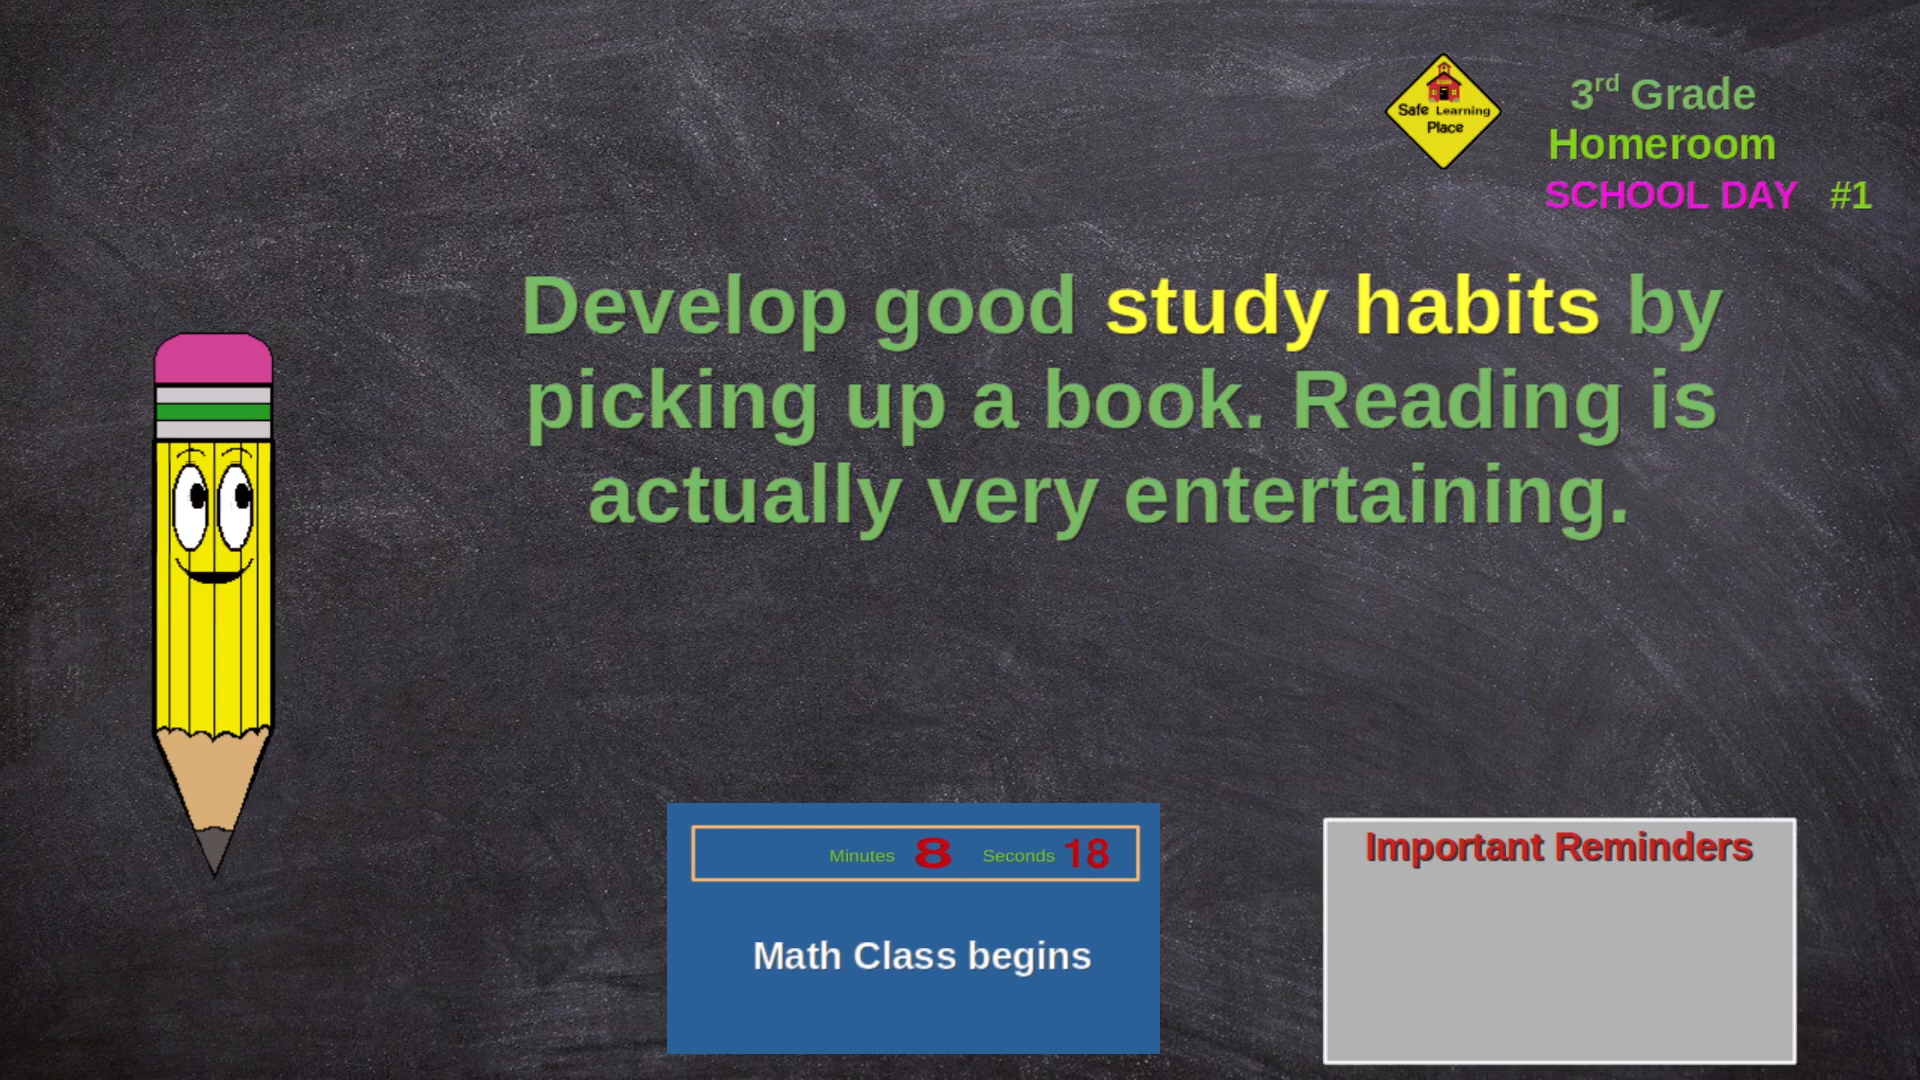 Safe Learning
Place
3rd Grade
Homeroom
SCHOOL DAY #1
Develop good study habits by
picking up a book. Reading is
actually very entertaining.
Minutes 8 Seconds 18
Math Class begins
Important Reminders